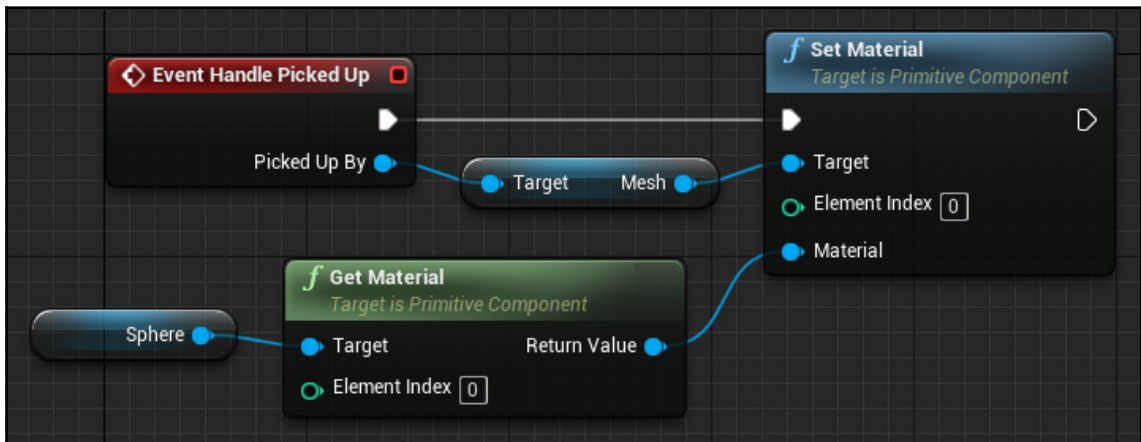 Event Handle Picked Up
Picked Up By
Target Mesh
f Set Material
Target is Primitive Component
Target
Element Index 0
Material
f Get Material
Target is Primitive Component
Target Return Value
Element Index 0
Sphere